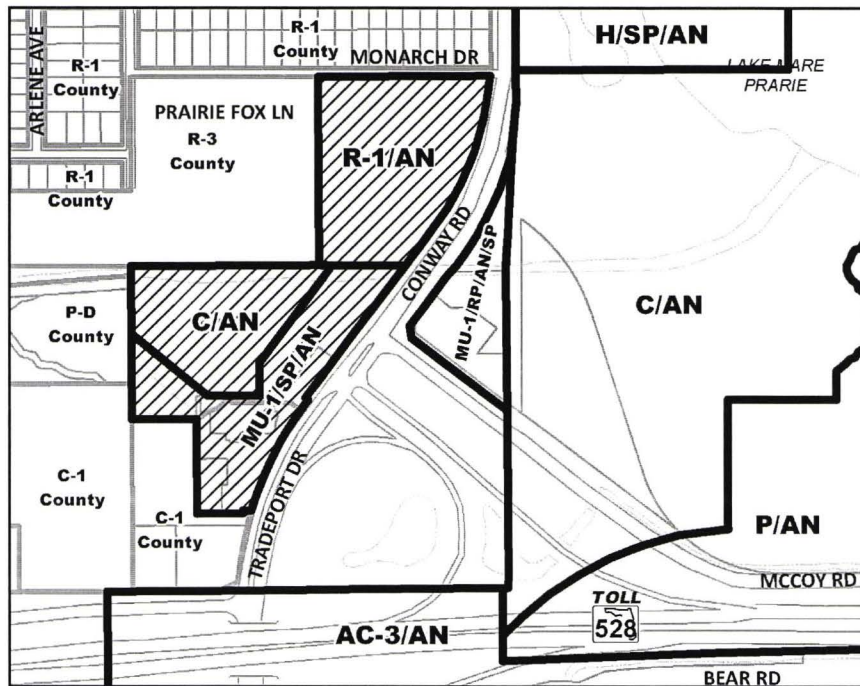 R-1
County
H/SP/AN
MONARCH DR
LAKE MARE
PRARIE
ARLENE AVE
R-1
County
PRAIRIE FOX LN
R-3
County
R-1/AN
R-1
County
CONWAY RD
MU-1/RP/AN/SP
C/AN
P-D
County
C/AN
MU-1/SP/AN
C-1
County
C-1
County
TRADEPORT DR
P/AN
MCCOY RD
TOLL
528
AC-3/AN
BEAR RD